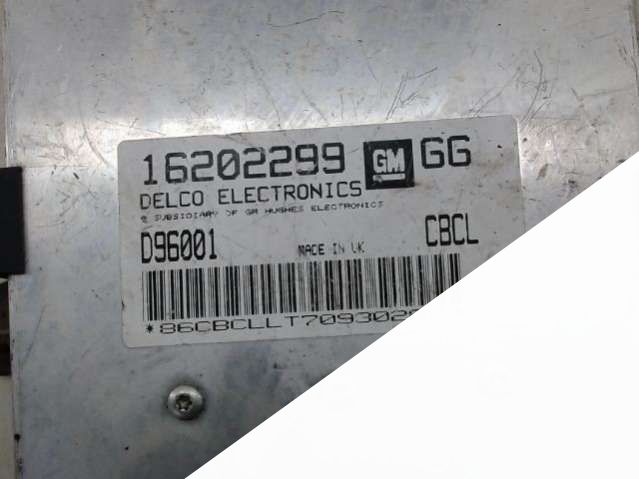 16202299 GM GG
DELCO ELECTRONICS
SUBSIDIARY OF GM HUGHES ELECTRONICS
D96001 MADE IN UK CBCL